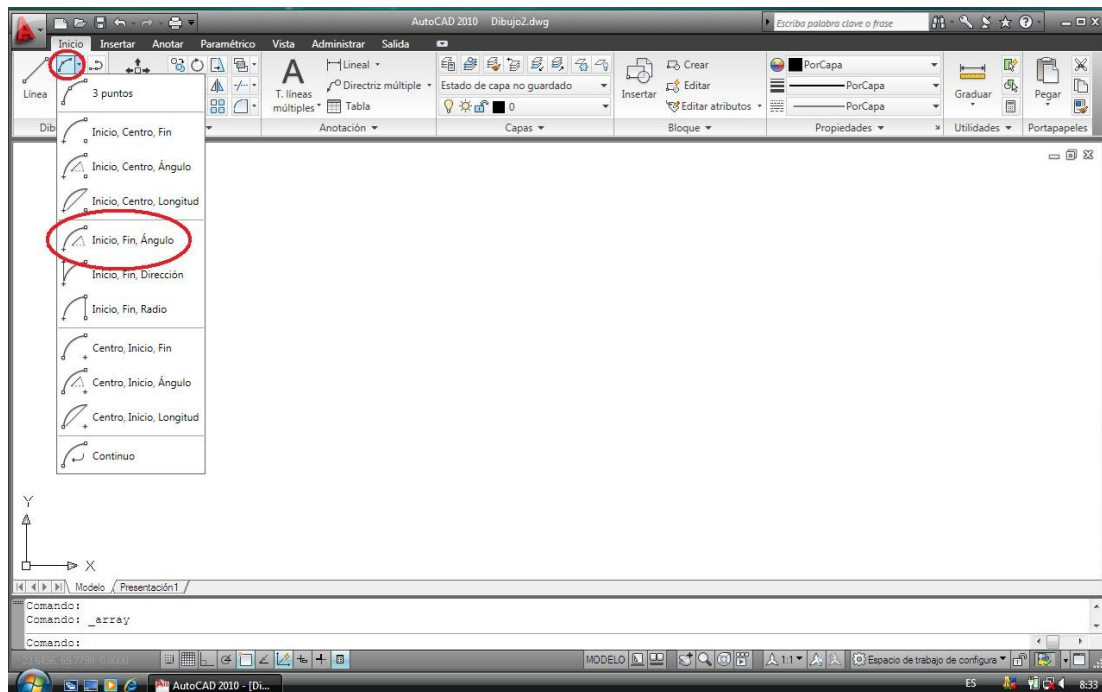 AutoCAD 2010 Dibujo2.dwg
Escriba palabra clave o frase
Inicio Insertar Anotar Paramétrico Vista Administrar Salida
Línea
T. líneas múltiples
Lineal
Directriz múltiple
Tabla
Estado de capa no guardado
0
Insertar
Crear
Editar
Editar atributos
PorCapa
PorCapa
PorCapa
Graduar
Pegar
Dib
Anotación
Capas
Bloque
Propiedades
Utilidades
Portapapeles
3 puntos
Inicio, Centro, Fin
Inicio, Centro, Ángulo
Inicio, Centro, Longitud
Inicio, Fin, Ángulo
Inicio, Fin, Dirección
Inicio, Fin, Radio
Centro, Inicio, Fin
Centro, Inicio, Ángulo
Centro, Inicio, Longitud
Continuo
Y
X
Modelo Presentación1
Comando:
Comando: _array
Comando:
MODELO
1:1
Espacio de trabajo de configura
AutoCAD 2010 - [Di...
ES
8:33